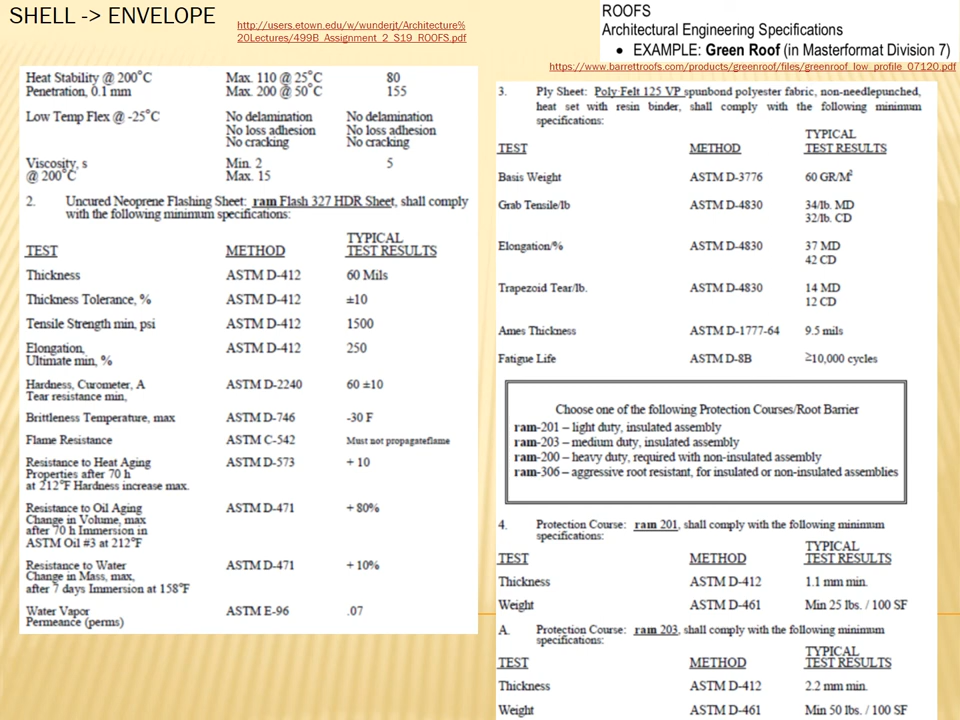 SHELL -> ENVELOPE
http://users.etown.edu/w/wunderjt/Architecture%
20Lectures/499B_Assignment_2_S19_ROOFS.pdf
ROOFS
Architectural Engineering Specifications
• EXAMPLE: Green Roof (in Masterformat Division 7)
https://www.barrettroofs.com/products/greenroof/files/greenroof_low_profile_07120.pdf
Heat Stability @ 200°C Max. 110 @ 25°C 80
Penetration, 0.1 mm Max. 200 @ 50°C 155
Low Temp Flex @ -25°C No delamination No delamination
No loss adhesion No loss adhesion
No cracking No cracking
Viscosity, s Min. 2 5
@ 200°C Max. 15
2. Uncured Neoprene Flashing Sheet: ram Flash 327 HDR Sheet, shall comply
with the following minimum specifications:
TYPICAL
TEST METHOD TEST RESULTS
Thickness ASTM D-412 60 Mils
Thickness Tolerance, % ASTM D-412 ±10
Tensile Strength min, psi ASTM D-412 1500
Elongation, ASTM D-412 250
Ultimate min, %
Hardness, Curometer, A ASTM D-2240 60 ±10
Tear resistance min,
Brittleness Temperature, max ASTM D-746 -30 F
Flame Resistance ASTM C-542 Must not propagateflame
Resistance to Heat Aging ASTM D-573 + 10
Properties after 70 h
at 212°F Hardness increase max.
Resistance to Oil Aging ASTM D-471 + 80%
Change in Volume, max
after 70 h Immersion in
ASTM Oil #3 at 212°F
Resistance to Water ASTM D-471 + 10%
Change in Mass, max,
after 7 days Immersion at 158°F
Water Vapor ASTM E-96 .07
Permeance (perms)
3. Ply Sheet: Poly-Felt 125 VP spunbond polyester fabric, non-needlepunched,
heat set with resin binder, shall comply with the following minimum
specifications:
TYPICAL
TEST METHOD TEST RESULTS
Basis Weight ASTM D-3776 60 GR/M²
Grab Tensile/lb ASTM D-4830 34/lb. MD
32/lb. CD
Elongation/% ASTM D-4830 37 MD
42 CD
Trapezoid Tear/lb. ASTM D-4830 14 MD
12 CD
Ames Thickness ASTM D-1777-64 9.5 mils
Fatigue Life ASTM D-8B ≥10,000 cycles
Choose one of the following Protection Courses/Root Barrier
ram-201 – light duty, insulated assembly
ram-203 – medium duty, insulated assembly
ram-200 – heavy duty, required with non-insulated assembly
ram-306 – aggressive root resistant, for insulated or non-insulated assemblies
4. Protection Course: ram 201, shall comply with the following minimum
specifications:
TYPICAL
TEST METHOD TEST RESULTS
Thickness ASTM D-412 1.1 mm min.
Weight ASTM D-461 Min 25 lbs. / 100 SF
A. Protection Course: ram 203, shall comply with the following minimum
specifications:
TYPICAL
TEST METHOD TEST RESULTS
Thickness ASTM D-412 2.2 mm min.
Weight ASTM D-461 Min 50 lbs. / 100 SF